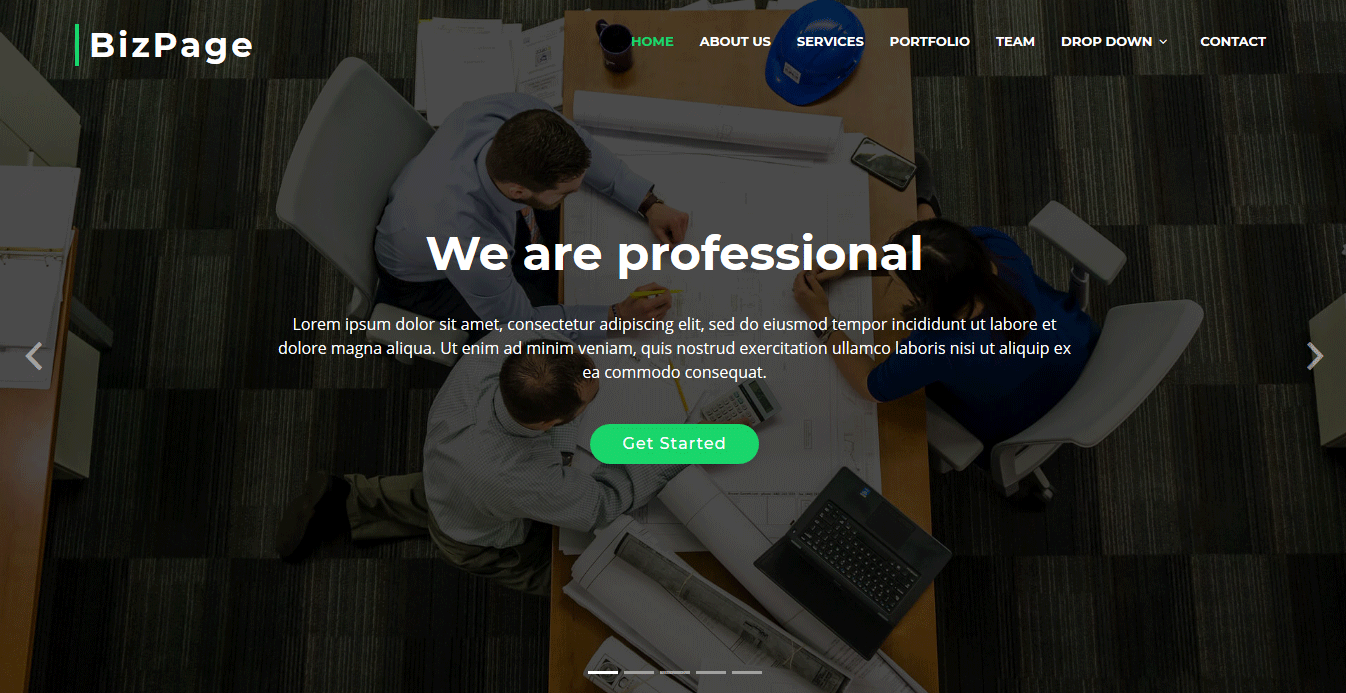 BizPage
HOME ABOUT US SERVICES PORTFOLIO TEAM DROP DOWN CONTACT
We are professional
Lorem ipsum dolor sit amet, consectetur adipiscing elit, sed do eiusmod tempor incididunt ut labore et
dolore magna aliqua. Ut enim ad minim veniam, quis nostrud exercitation ullamco laboris nisi ut aliquip ex
ea commodo consequat.
Get Started